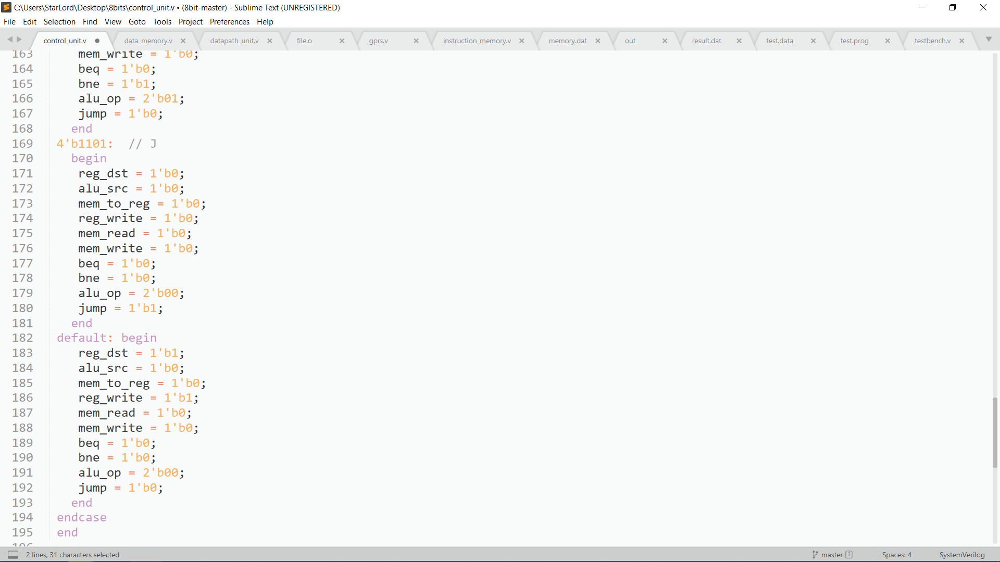 C:\Users\StarLord\Desktop\8bits\control_unit.v • (8bit-master) - Sublime Text (UNREGISTERED)
File Edit Selection Find View Goto Tools Project Preferences Help
control_unit.v data_memory.v datapath_unit.v file.o gprs.v instruction_memory.v memory.dat out result.dat test.data test.prog testbench.v
163 mem_write = 1'b0;
164 beq = 1'b0;
165 bne = 1'b1;
166 alu_op = 2'b01;
167 jump = 1'b0;
168 end
169 4'b1101: // J
170 begin
171 reg_dst = 1'b0;
172 alu_src = 1'b0;
173 mem_to_reg = 1'b0;
174 reg_write = 1'b0;
175 mem_read = 1'b0;
176 mem_write = 1'b0;
177 beq = 1'b0;
178 bne = 1'b0;
179 alu_op = 2'b00;
180 jump = 1'b1;
181 end
182 default: begin
183 reg_dst = 1'b1;
184 alu_src = 1'b0;
185 mem_to_reg = 1'b0;
186 reg_write = 1'b1;
187 mem_read = 1'b0;
188 mem_write = 1'b0;
189 beq = 1'b0;
190 bne = 1'b0;
191 alu_op = 2'b00;
192 jump = 1'b0;
193 end
194 endcase
195 end
2 lines, 31 characters selected master 1 Spaces: 4 SystemVerilog